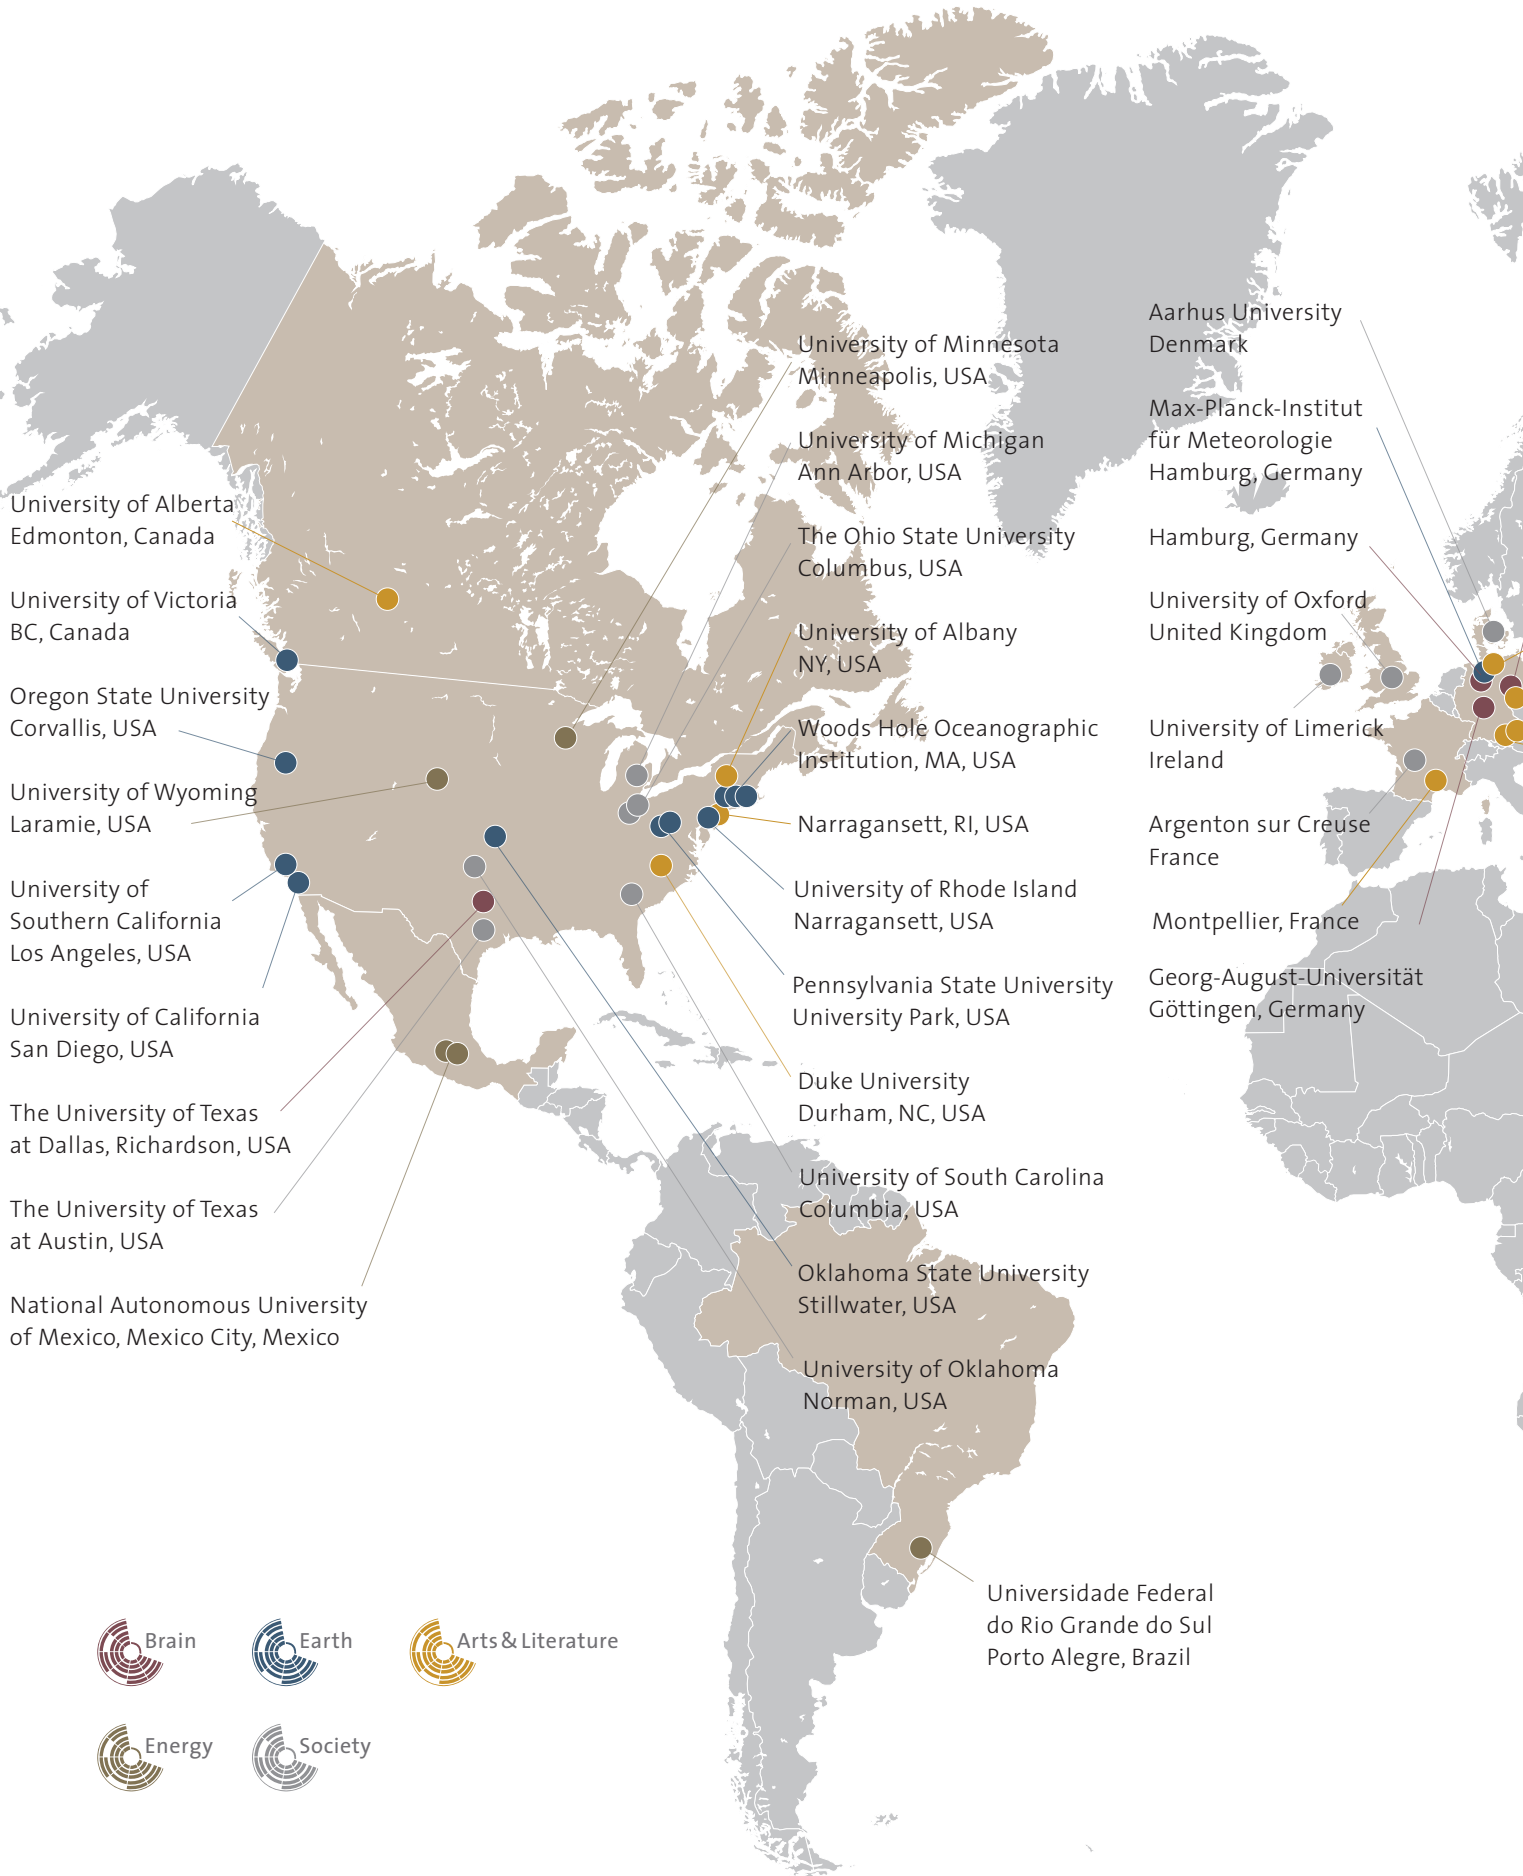 University of Alberta
Edmonton, Canada
University of Victoria
BC, Canada
Oregon State University
Corvallis, USA
University of Wyoming
Laramie, USA
University of
Southern California
Los Angeles, USA
University of California
San Diego, USA
The University of Texas
at Dallas, Richardson, USA
The University of Texas
at Austin, USA
National Autonomous University
of Mexico, Mexico City, Mexico
University of Minnesota
Minneapolis, USA
University of Michigan
Ann Arbor, USA
The Ohio State University
Columbus, USA
University of Albany
NY, USA
Woods Hole Oceanographic
Institution, MA, USA
Narragansett, RI, USA
University of Rhode Island
Narragansett, USA
Pennsylvania State University
University Park, USA
Duke University
Durham, NC, USA
University of South Carolina
Columbia, USA
Oklahoma State University
Stillwater, USA
University of Oklahoma
Norman, USA
Universidade Federal
do Rio Grande do Sul
Porto Alegre, Brazil
Aarhus University
Denmark
Max-Planck-Institut
für Meteorologie
Hamburg, Germany
Hamburg, Germany
University of Oxford
United Kingdom
University of Limerick
Ireland
Argenton sur Creuse
France
Montpellier, France
Georg-August-Universität
Göttingen, Germany
Brain
Earth
Arts & Literature
Energy
Society